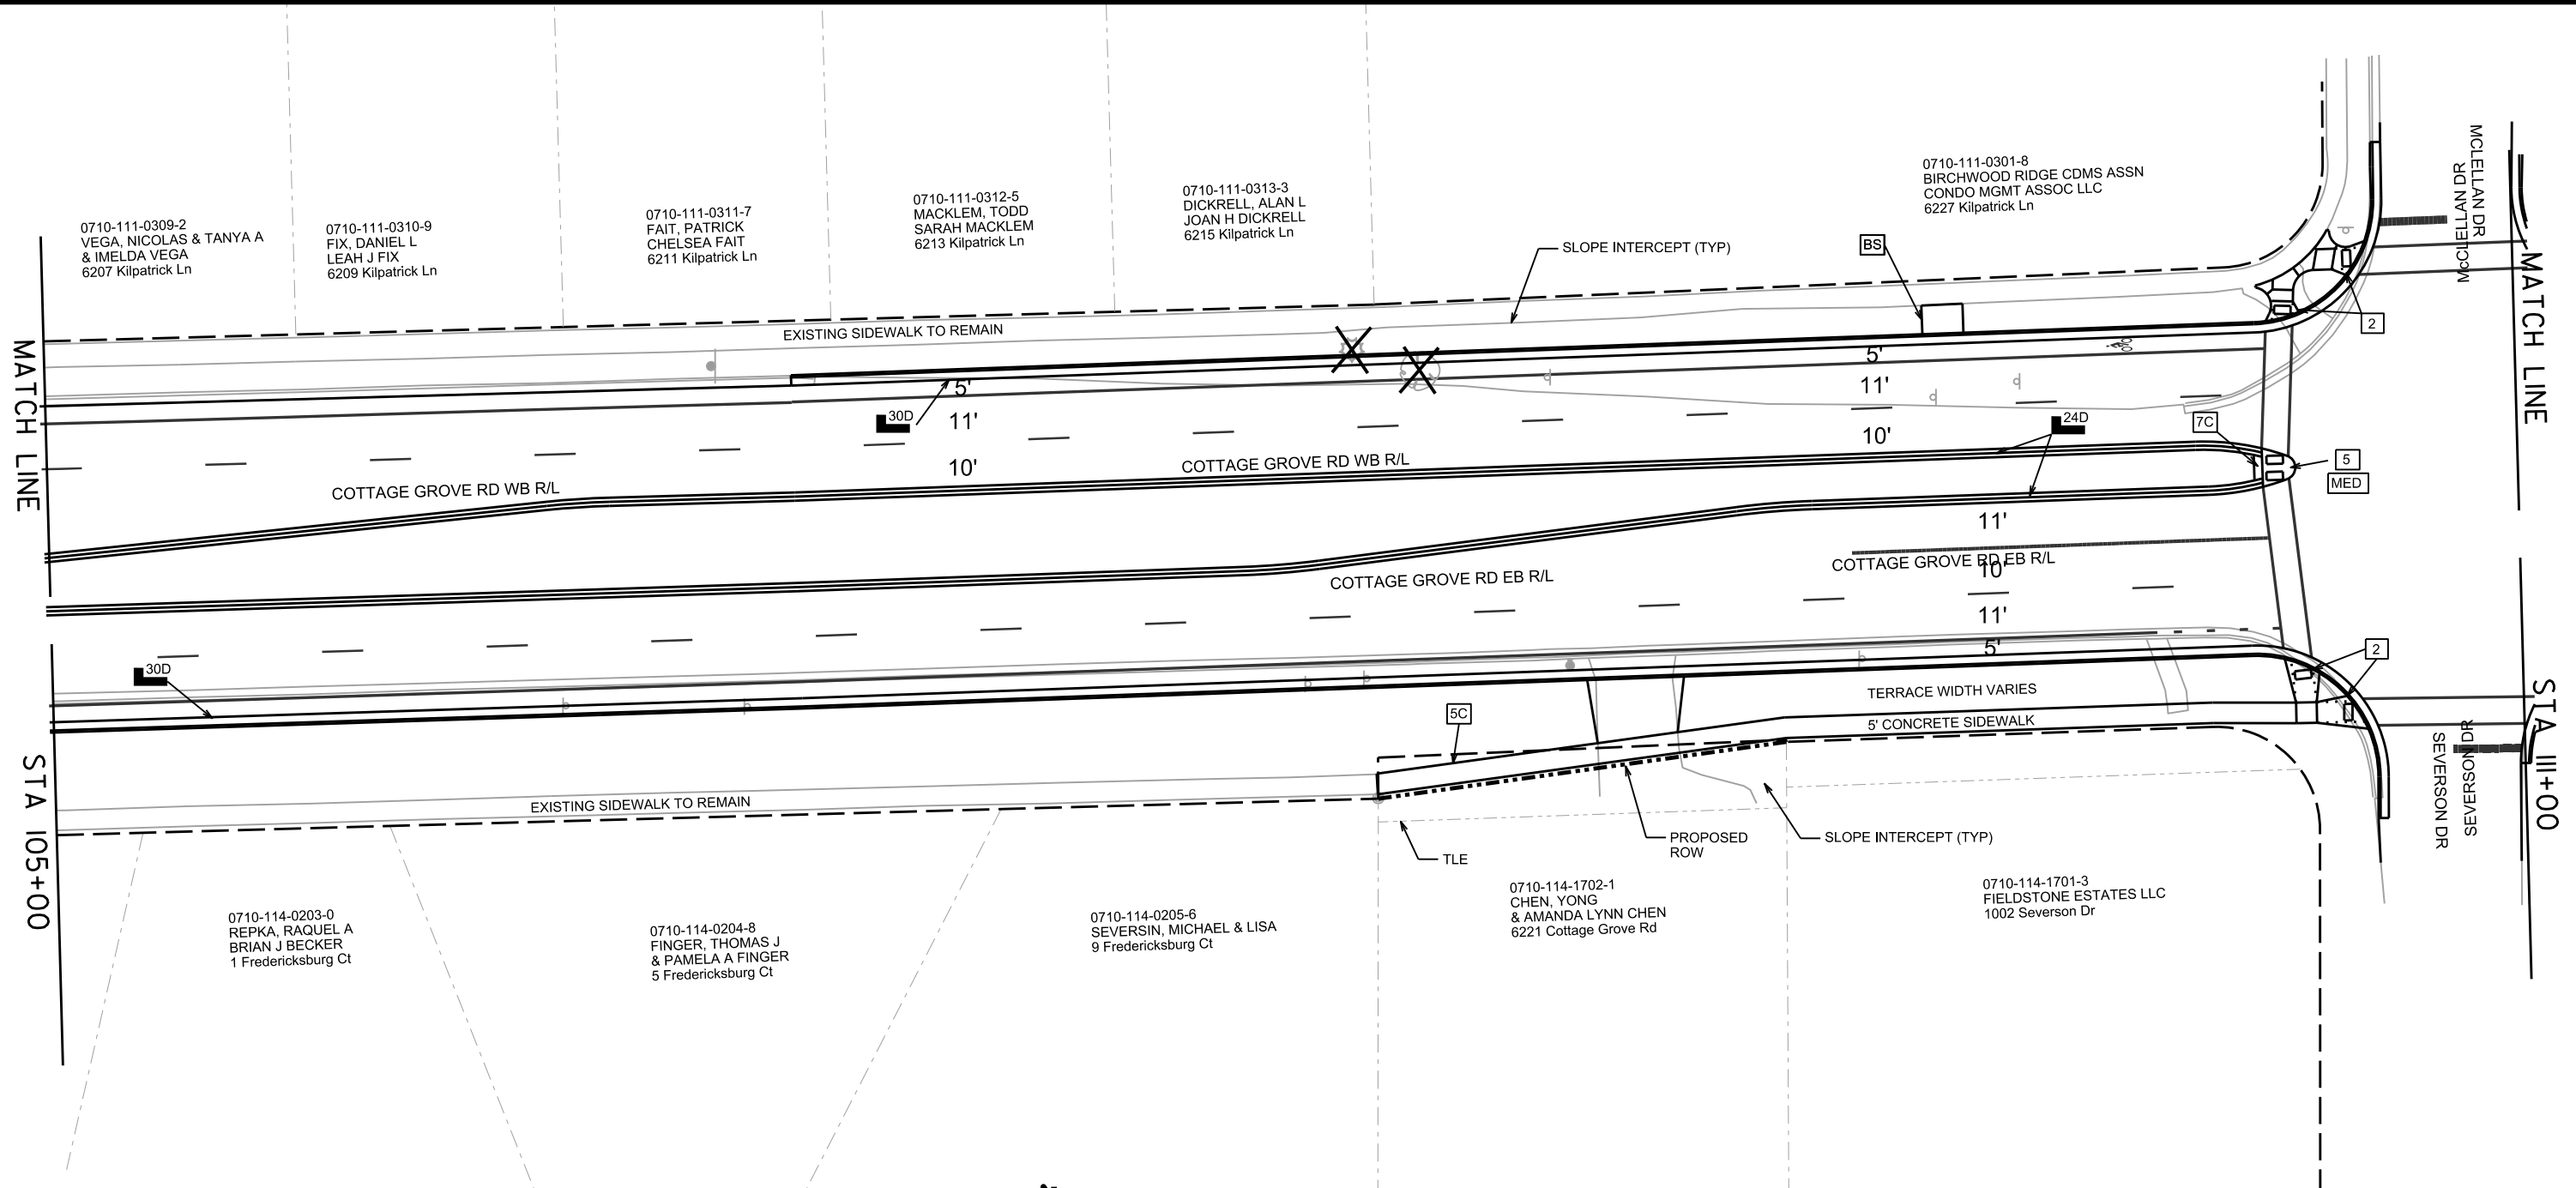 0710-111-0309-2
VEGA, NICOLAS & TANYA A
& IMELDA VEGA
6207 Kilpatrick Ln
0710-111-0310-9
FIX, DANIEL L
LEAH J FIX
6209 Kilpatrick Ln
0710-111-0311-7
FAIT, PATRICK
CHELSEA FAIT
6211 Kilpatrick Ln
0710-111-0312-5
MACKLEM, TODD
SARAH MACKLEM
6213 Kilpatrick Ln
0710-111-0313-3
DICKRELL, ALAN L
JOAN H DICKRELL
6215 Kilpatrick Ln
0710-111-0301-8
BIRCHWOOD RIDGE CDMS ASSN
CONDO MGMT ASSOC LLC
6227 Kilpatrick Ln
McCLELLAN DR
MCLELLAN DR
SLOPE INTERCEPT (TYP)
BS
2
EXISTING SIDEWALK TO REMAIN
MATCH LINE
MATCH LINE
5'
11'
10'
30D
5'
11'
10'
24D
7C
5
MED
COTTAGE GROVE RD WB R/L
COTTAGE GROVE RD WB R/L
11'
COTTAGE GROVE RD EB R/L
COTTAGE GROVE RD EB R/L
10'
11'
5'
30D
2
TERRACE WIDTH VARIES
5' CONCRETE SIDEWALK
5C
EXISTING SIDEWALK TO REMAIN
STA 105+00
STA 111+00
SEVERSON DR
SEVERSON DR
TLE
PROPOSED
ROW
SLOPE INTERCEPT (TYP)
0710-114-0203-0
REPKA, RAQUEL A
BRIAN J BECKER
1 Fredericksburg Ct
0710-114-0204-8
FINGER, THOMAS J
& PAMELA A FINGER
5 Fredericksburg Ct
0710-114-0205-6
SEVERSIN, MICHAEL & LISA
9 Fredericksburg Ct
0710-114-1702-1
CHEN, YONG
& AMANDA LYNN CHEN
6221 Cottage Grove Rd
0710-114-1701-3
FIELDSTONE ESTATES LLC
1002 Severson Dr